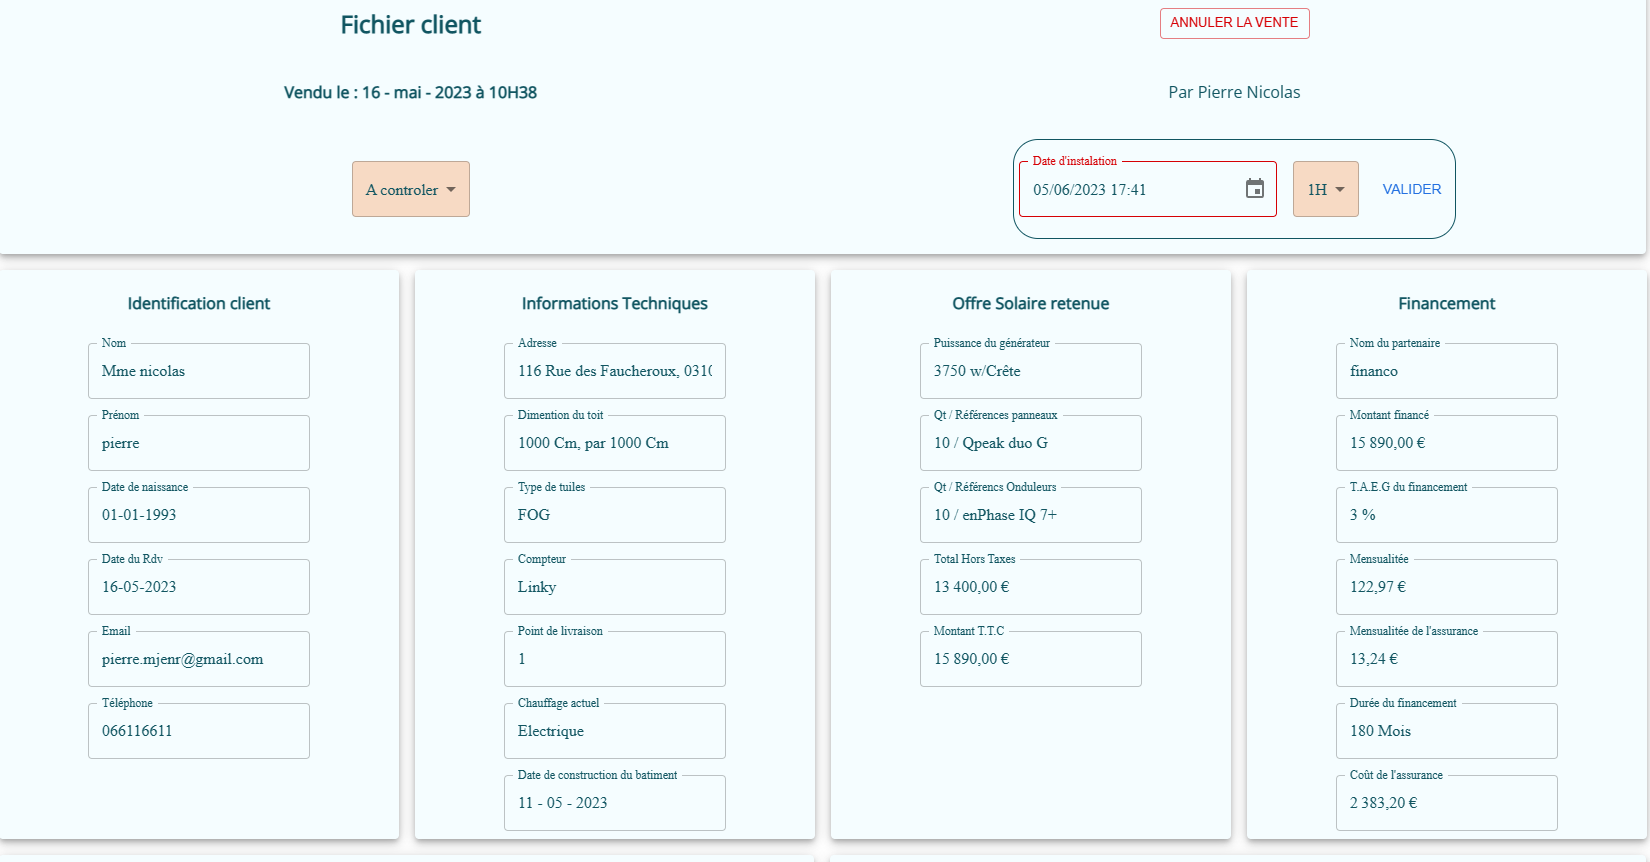 Fichier client
ANNULER LA VENTE
Vendu le : 16 - mai - 2023 à 10H38
Par Pierre Nicolas
A controler
Date d'instalation
05/06/2023 17:41
1H
VALIDER
Identification client
Nom
Mme nicolas
Prénom
pierre
Date de naissance
01-01-1993
Date du Rdv
16-05-2023
Email
pierre.mjenr@gmail.com
Téléphone
066116611
Informations Techniques
Adresse
116 Rue des Faucheroux, 0310
Dimention du toit
1000 Cm, par 1000 Cm
Type de tuiles
FOG
Compteur
Linky
Point de livraison
1
Chauffage actuel
Electrique
Date de construction du batiment
11 - 05 - 2023
Offre Solaire retenue
Puissance du générateur
3750 w/Crête
Qt / Références panneaux
10 / Qpeak duo G
Qt / Référencs Onduleurs
10 / enPhase IQ 7+
Total Hors Taxes
13 400,00 €
Montant T.T.C
15 890,00 €
Financement
Nom du partenaire
financo
Montant financé
15 890,00 €
T.A.E.G du financement
3 %
Mensualitée
122,97 €
Mensualitée de l'assurance
13,24 €
Durée du financement
180 Mois
Coût de l'assurance
2 383,20 €